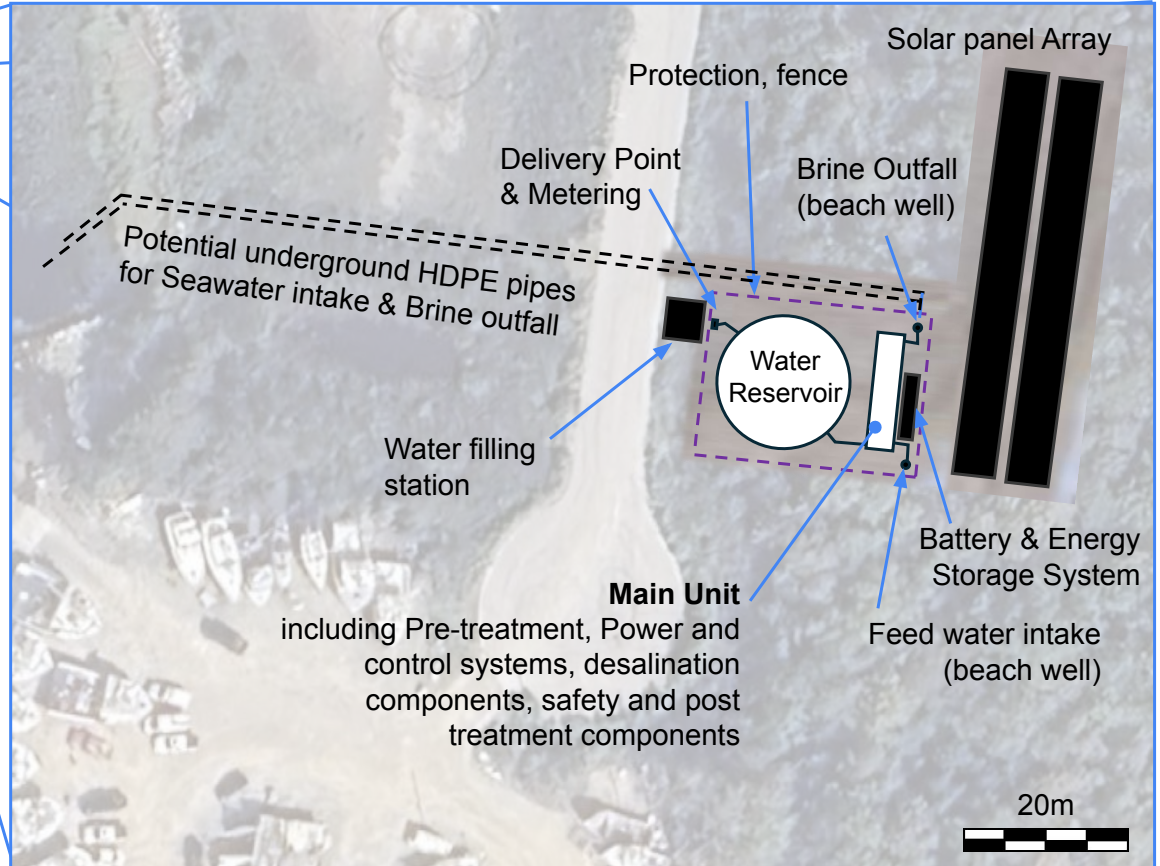 Solar panel Array
Protection, fence
Delivery Point
& Metering
Brine Outfall
(beach well)
Potential underground HDPE pipes
for Seawater intake & Brine outfall
Water
Reservoir
Water filling
station
Battery & Energy
Storage System
Main Unit
including Pre-treatment, Power and
control systems, desalination
components, safety and post
treatment components
Feed water intake
(beach well)
20m